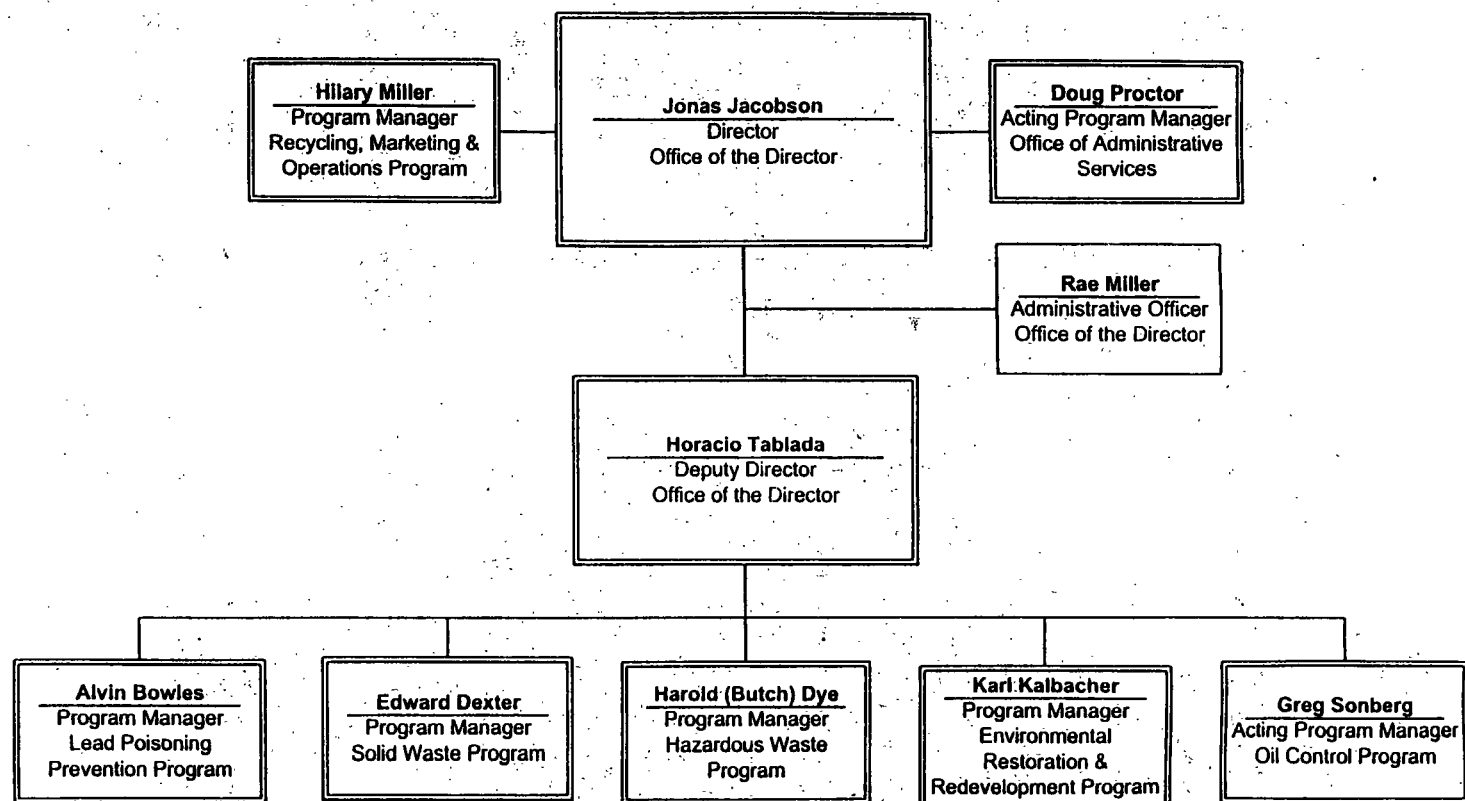 Hilary Miller
Program Manager
Recycling, Marketing &
Operations Program
Jonas Jacobson
Director
Office of the Director
Doug Proctor
Acting Program Manager
Office of Administrative
Services
Rae Miller
Administrative Officer
Office of the Director
Horacio Tablada
Deputy Director
Office of the Director
Alvin Bowles
Program Manager
Lead Poisoning
Prevention Program
Edward Dexter
Program Manager
Solid Waste Program
Harold (Butch) Dye
Program Manager
Hazardous Waste
Program
Karl Kalbacher
Program Manager
Environmental
Restoration &
Redevelopment Program
Greg Sonberg
Acting Program Manager
Oil Control Program